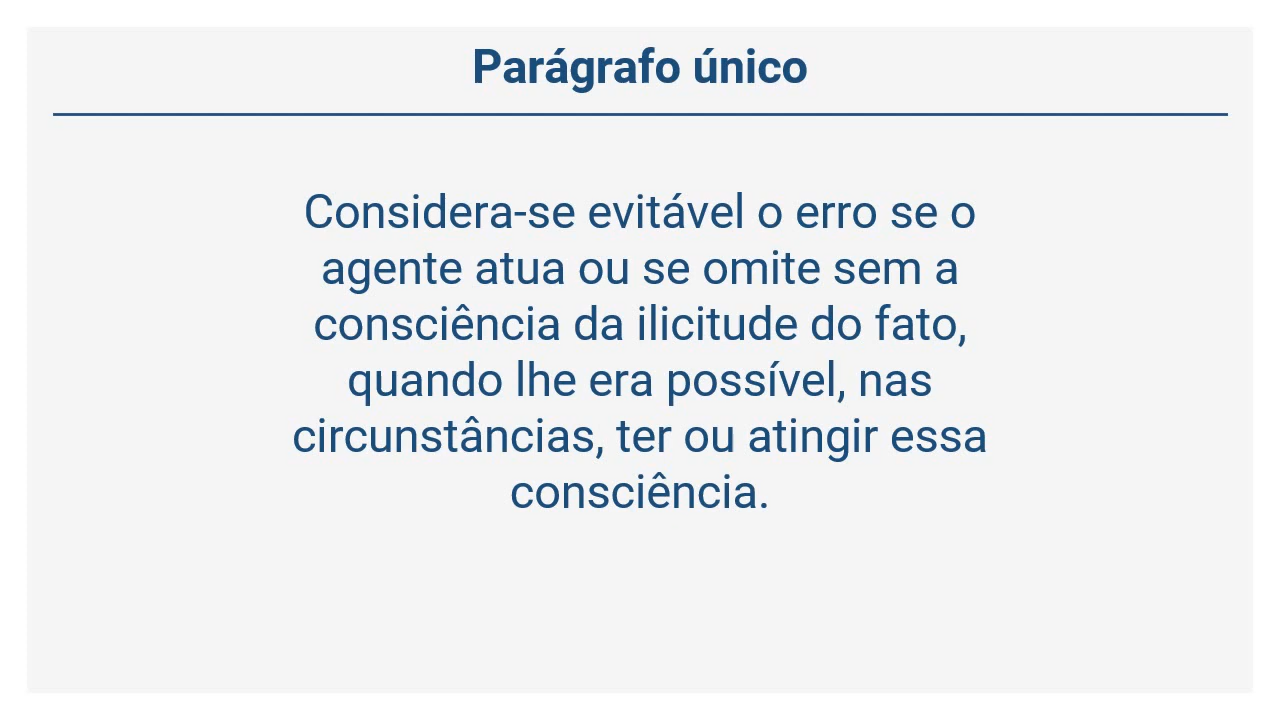 Parágrafo único
Considera-se evitável o erro se o
agente atua ou se omite sem a
consciência da ilicitude do fato,
quando lhe era possível, nas
circunstâncias, ter ou atingir essa
consciência.